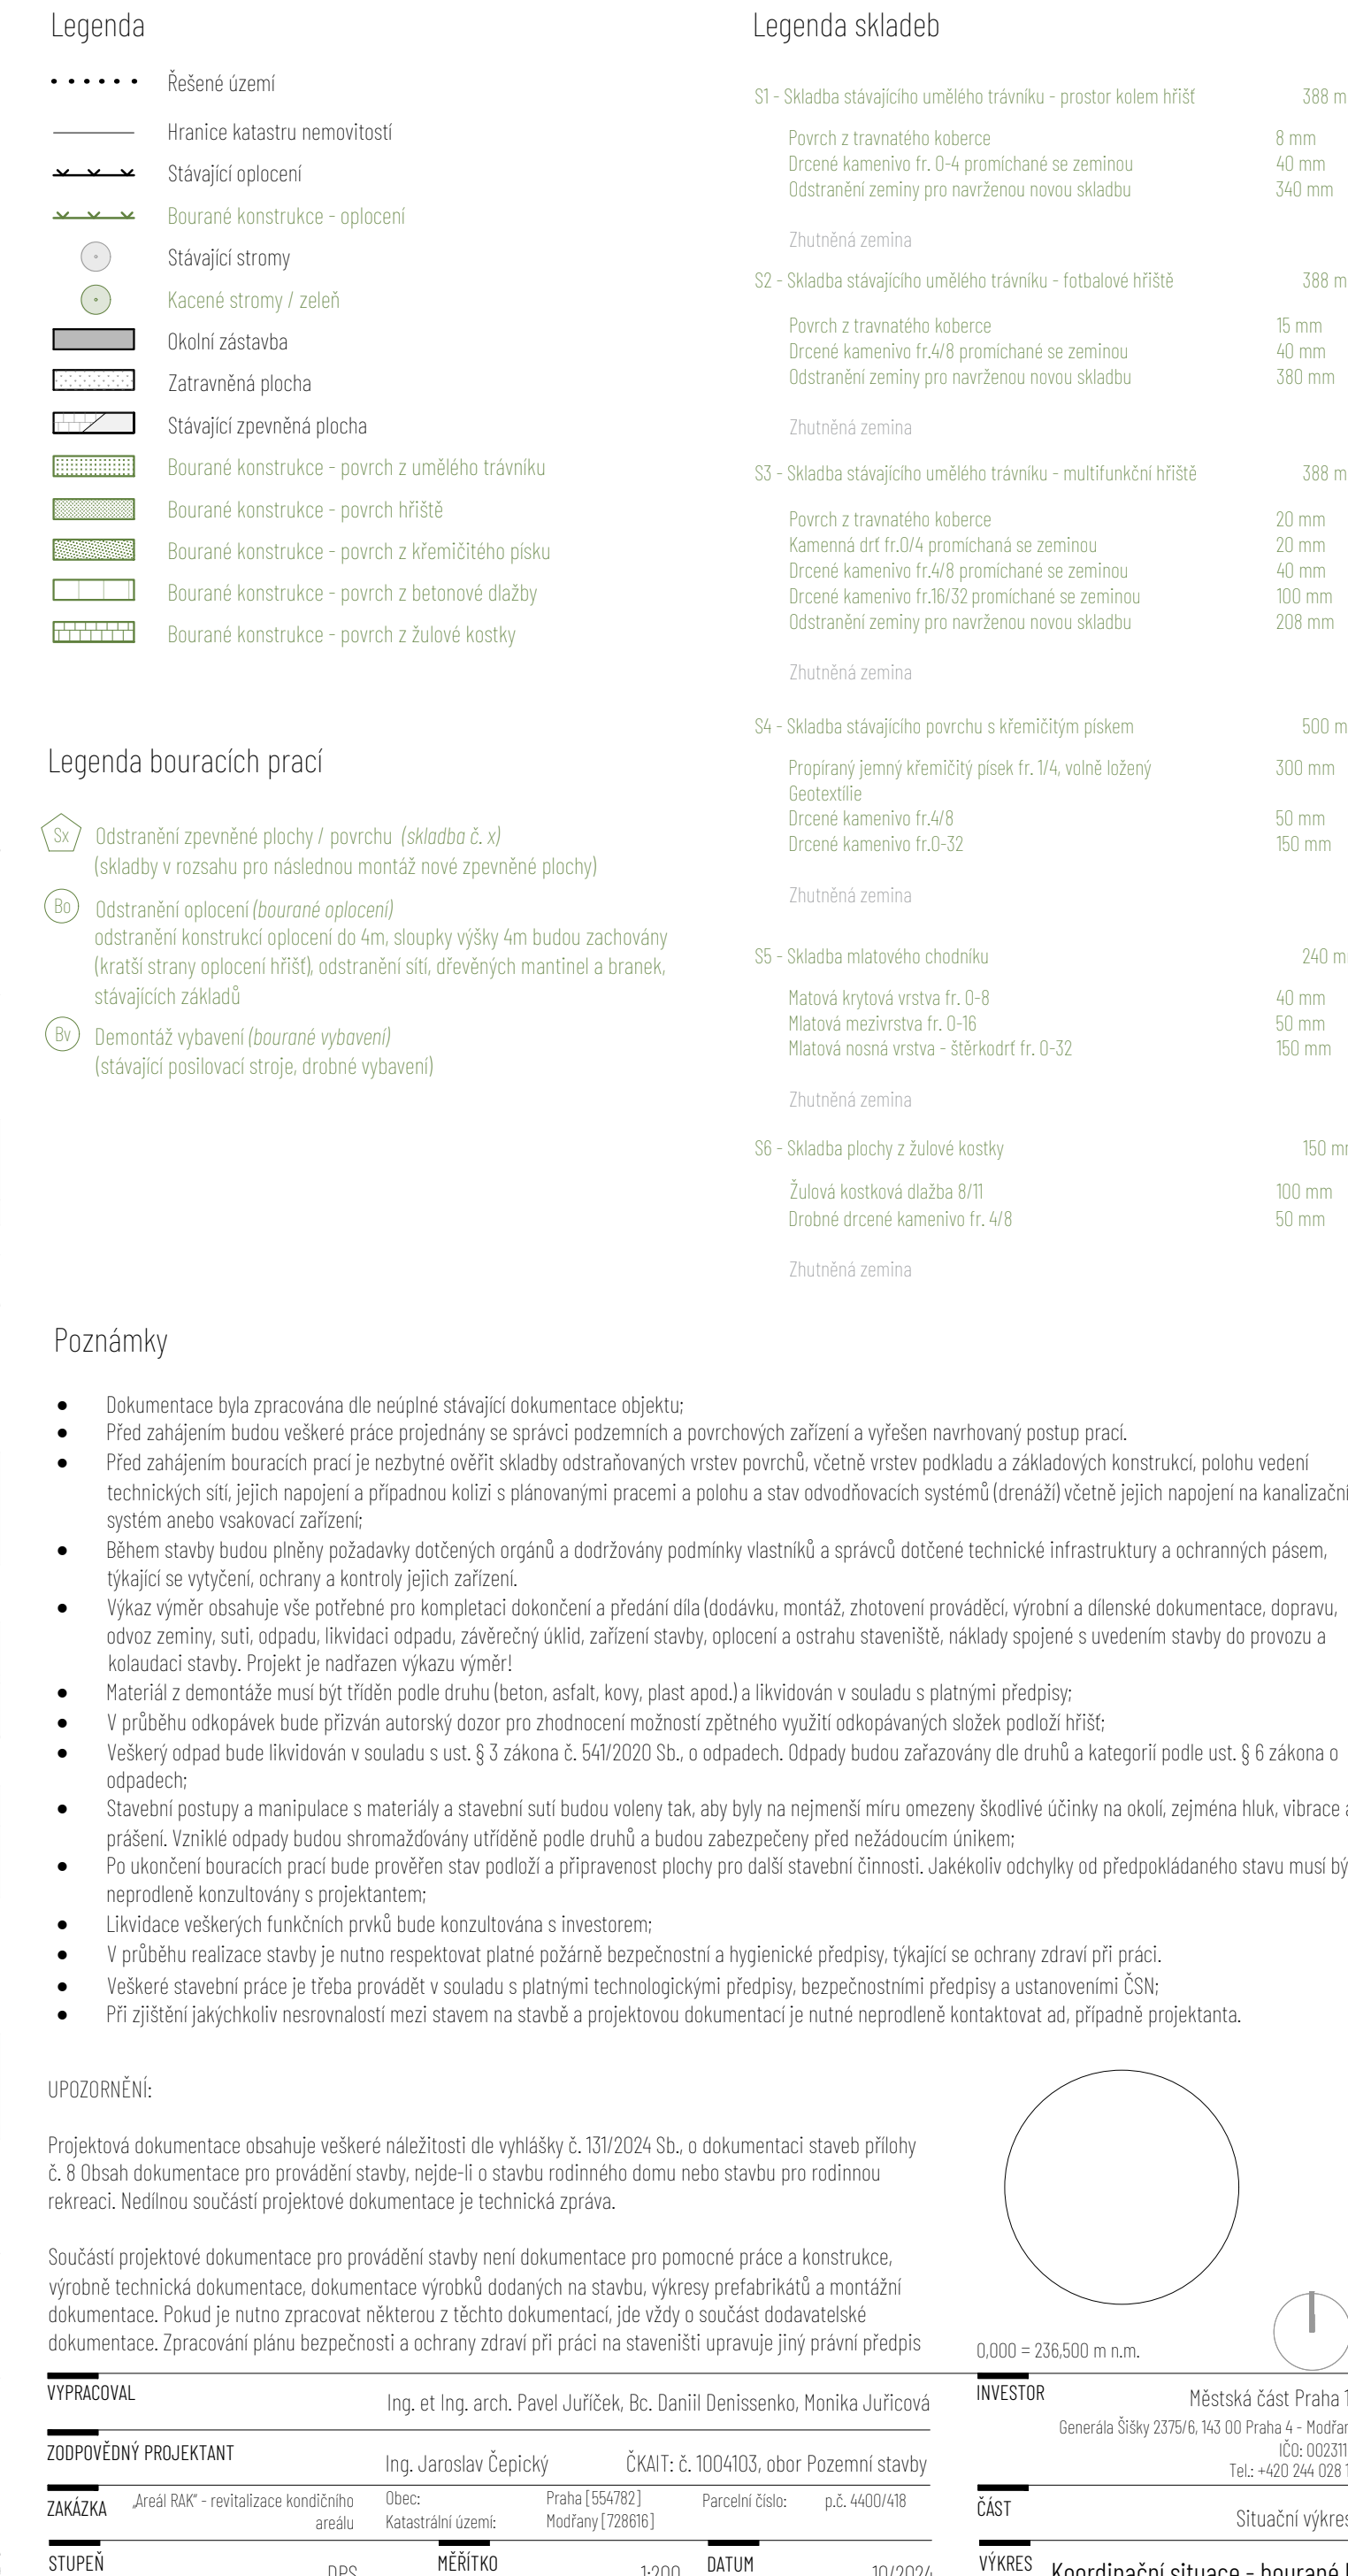 Legenda
Řešené území
Hranice katastru nemovitostí
Stávající oplocení
Bourané konstrukce - oplocení
Stávající stromy
Kacené stromy / zeleň
Okolní zástavba
Zatravněná plocha
Stávající zpevněná plocha
Bourané konstrukce - povrch z umělého trávníku
Bourané konstrukce - povrch hřiště
Bourané konstrukce - povrch z křemičitého písku
Bourané konstrukce - povrch z betonové dlažby
Bourané konstrukce - povrch z žulové kostky
Legenda bouracích prací
Sx Odstranění zpevněné plochy / povrchu (skladba č. x)
(skladby v rozsahu pro následnou montáž nové zpevněné plochy)
Bo Odstranění oplocení (bourané oplocení)
odstranění konstrukcí oplocení do 4m, sloupky výšky 4m budou zachovány
(kratší strany oplocení hřišť), odstranění sítí, dřevěných mantinel a branek,
stávajících základů
Bv Demontáž vybavení (bourané vybavení)
(stávající posilovací stroje, drobné vybavení)
Legenda skladeb
S1 - Skladba stávajícího umělého trávníku - prostor kolem hřišť 388 m
Povrch z travnatého koberce 8 mm
Drcené kamenivo fr. 0-4 promíchané se zeminou 40 mm
Odstranění zeminy pro navrženou novou skladbu 340 mm
Zhutněná zemina
S2 - Skladba stávajícího umělého trávníku - fotbalové hřiště 388 m
Povrch z travnatého koberce 15 mm
Drcené kamenivo fr.4/8 promíchané se zeminou 40 mm
Odstranění zeminy pro navrženou novou skladbu 380 mm
Zhutněná zemina
S3 - Skladba stávajícího umělého trávníku - multifunkční hřiště 388 m
Povrch z travnatého koberce 20 mm
Kamenná drť fr.0/4 promíchaná se zeminou 20 mm
Drcené kamenivo fr.4/8 promíchané se zeminou 40 mm
Drcené kamenivo fr.16/32 promíchané se zeminou 100 mm
Odstranění zeminy pro navrženou novou skladbu 208 mm
Zhutněná zemina
S4 - Skladba stávajícího povrchu s křemičitým pískem 500 m
Propíraný jemný křemičitý písek fr. 1/4, volně ložený 300 mm
Geotextílie
Drcené kamenivo fr.4/8 50 mm
Drcené kamenivo fr.0-32 150 mm
Zhutněná zemina
S5 - Skladba mlatového chodníku 240 m
Matová krytová vrstva fr. 0-8 40 mm
Mlatová mezivrstva fr. 0-16 50 mm
Mlatová nosná vrstva - štěrkodrť fr. 0-32 150 mm
Zhutněná zemina
S6 - Skladba plochy z žulové kostky 150 m
Žulová kostková dlažba 8/11 100 mm
Drobné drcené kamenivo fr. 4/8 50 mm
Zhutněná zemina
Poznámky
● Dokumentace byla zpracována dle neúplné stávající dokumentace objektu;
● Před zahájením budou veškeré práce projednány se správci podzemních a povrchových zařízení a vyřešen navrhovaný postup prací.
● Před zahájením bouracích prací je nezbytné ověřit skladby odstraňovaných vrstev povrchů, včetně vrstev podkladu a základových konstrukcí, polohu vedení
technických sítí, jejich napojení a případnou kolizi s plánovanými pracemi a polohu a stav odvodňovacích systémů (drenáží) včetně jejich napojení na kanalizační
systém anebo vsakovací zařízení;
● Během stavby budou plněny požadavky dotčených orgánů a dodržovány podmínky vlastníků a správců dotčené technické infrastruktury a ochranných pásem,
týkající se vytyčení, ochrany a kontroly jejich zařízení.
● Výkaz výměr obsahuje vše potřebné pro kompletaci dokončení a předání díla (dodávku, montáž, zhotovení prováděcí, výrobní a dílenské dokumentace, dopravu,
odvoz zeminy, suti, odpadu, likvidaci odpadu, závěrečný úklid, zařízení stavby, oplocení a ostrahu staveniště, náklady spojené s uvedením stavby do provozu a
kolaudaci stavby. Projekt je nadřazen výkazu výměr!
● Materiál z demontáže musí být tříděn podle druhu (beton, asfalt, kovy, plast apod.) a likvidován v souladu s platnými předpisy;
● V průběhu odkopávek bude přizván autorský dozor pro zhodnocení možností zpětného využití odkopávaných složek podloží hřišť;
● Veškerý odpad bude likvidován v souladu s ust. § 3 zákona č. 541/2020 Sb., o odpadech. Odpady budou zařazovány dle druhů a kategorií podle ust. § 6 zákona o
odpadech;
● Stavební postupy a manipulace s materiály a stavební sutí budou voleny tak, aby byly na nejmenší míru omezeny škodlivé účinky na okolí, zejména hluk, vibrace a
prášení. Vzniklé odpady budou shromažďovány utříděně podle druhů a budou zabezpečeny před nežádoucím únikem;
● Po ukončení bouracích prací bude prověřen stav podloží a připravenost plochy pro další stavební činnosti. Jakékoliv odchylky od předpokládaného stavu musí bý
neprodleně konzultovány s projektantem;
● Likvidace veškerých funkčních prvků bude konzultována s investorem;
● V průběhu realizace stavby je nutno respektovat platné požárně bezpečnostní a hygienické předpisy, týkající se ochrany zdraví při práci.
● Veškeré stavební práce je třeba provádět v souladu s platnými technologickými předpisy, bezpečnostními předpisy a ustanoveními ČSN;
● Při zjištění jakýchkoliv nesrovnalostí mezi stavem na stavbě a projektovou dokumentací je nutné neprodleně kontaktovat ad, případně projektanta.
UPOZORNĚNÍ:
Projektová dokumentace obsahuje veškeré náležitosti dle vyhlášky č. 131/2024 Sb., o dokumentaci staveb přílohy
č. 8 Obsah dokumentace pro provádění stavby, nejde-li o stavbu rodinného domu nebo stavbu pro rodinnou
rekreaci. Nedílnou součástí projektové dokumentace je technická zpráva.
Součástí projektové dokumentace pro provádění stavby není dokumentace pro pomocné práce a konstrukce,
výrobně technická dokumentace, dokumentace výrobků dodaných na stavbu, výkresy prefabrikátů a montážní
dokumentace. Pokud je nutno zpracovat některou z těchto dokumentací, jde vždy o součást dodavatelské
dokumentace. Zpracování plánu bezpečnosti a ochrany zdraví při práci na staveništi upravuje jiný právní předpis
0,000 = 236,500 m n.m.
VYPRACOVAL Ing. et Ing. arch. Pavel Juříček, Bc. Daniil Denissenko, Monika Juřicová
ZODPOVĚDNÝ PROJEKTANT Ing. Jaroslav Čepický ČKAIT: č. 1004103, obor Pozemní stavby
ZAKÁZKA „Areál RAK“ - revitalizace kondičního
areálu
Obec: Praha [554782] Parcelní číslo: p.č. 4400/418
Katastrální území: Modřany [728616]
STUPEŇ DPS MĚŘÍTKO 1:200 DATUM 10/2024
INVESTOR Městská část Praha 1
Generála Šišky 2375/6, 143 00 Praha 4 - Modřan
IČO: 002311
Tel.: +420 244 028 1
ČÁST Situační výkres
VÝKRES Koordinační situace - bourané